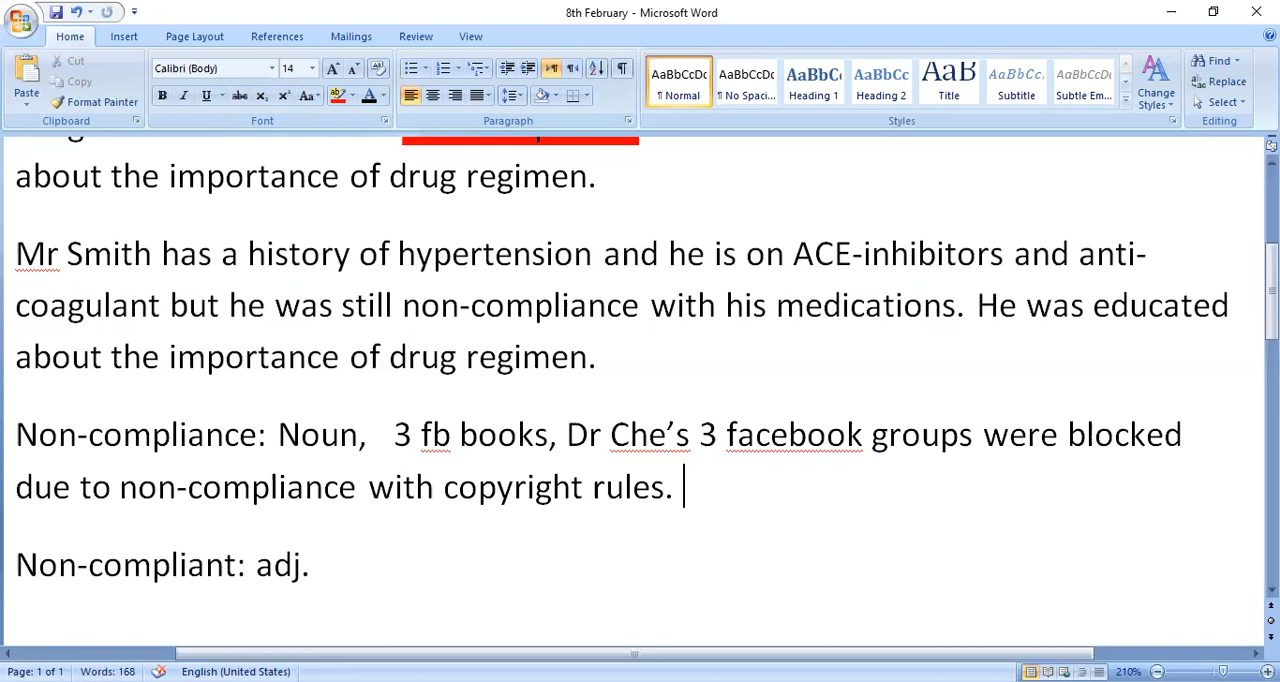 8th February - Microsoft Word
Home Insert Page Layout References Mailings Review View
Paste
Cut
Copy
Format Painter
Clipboard
Calibri (Body) 14
Font
Paragraph
AaBbCcDc AaBbCcDc AaBbC( AaBbCc AaB AaBbCcDc AaBbCcDc
¶ Normal ¶ No Spaci... Heading 1 Heading 2 Title Subtitle Subtle Em...
Change Styles
Styles
Find
Replace
Select
Editing
about the importance of drug regimen.
Mr Smith has a history of hypertension and he is on ACE-inhibitors and anti-
coagulant but he was still non-compliance with his medications. He was educated
about the importance of drug regimen.
Non-compliance: Noun, 3 fb books, Dr Che's 3 facebook groups were blocked
due to non-compliance with copyright rules.
Non-compliant: adj.
Page: 1 of 1 Words: 168 English (United States) 210%